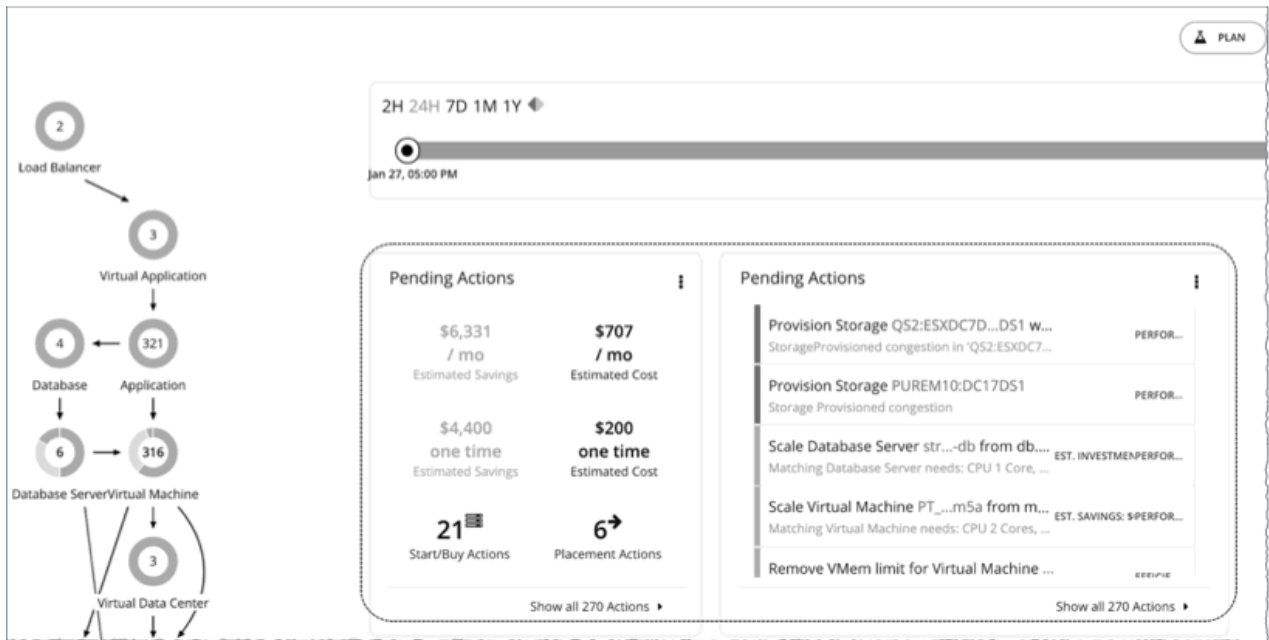 PLAN
2H 24H 7D 1M 1Y
Jan 27, 05:00 PM
2
Load Balancer
3
Virtual Application
4
321
Database
Application
6
316
Database Server
Virtual Machine
3
Virtual Data Center
Pending Actions
$6,331
/ mo
Estimated Savings
$707
/ mo
Estimated Cost
$4,400
one time
Estimated Savings
$200
one time
Estimated Cost
21
Start/Buy Actions
6
Placement Actions
Show all 270 Actions
Pending Actions
Provision Storage QS2:ESXDC7D...DS1 w...
StorageProvisioned congestion in 'QS2:ESXDC7...
PERFOR...
Provision Storage PUREM10:DC17DS1
Storage Provisioned congestion
PERFOR...
Scale Database Server str...-db from db....
Matching Database Server needs: CPU 1 Core, ...
EST. INVESTMEN
PERFOR...
Scale Virtual Machine PT_...m5a from m...
Matching Virtual Machine needs: CPU 2 Cores, ...
EST. SAVINGS: $
PERFOR...
Remove VMem limit for Virtual Machine ...
Show all 270 Actions